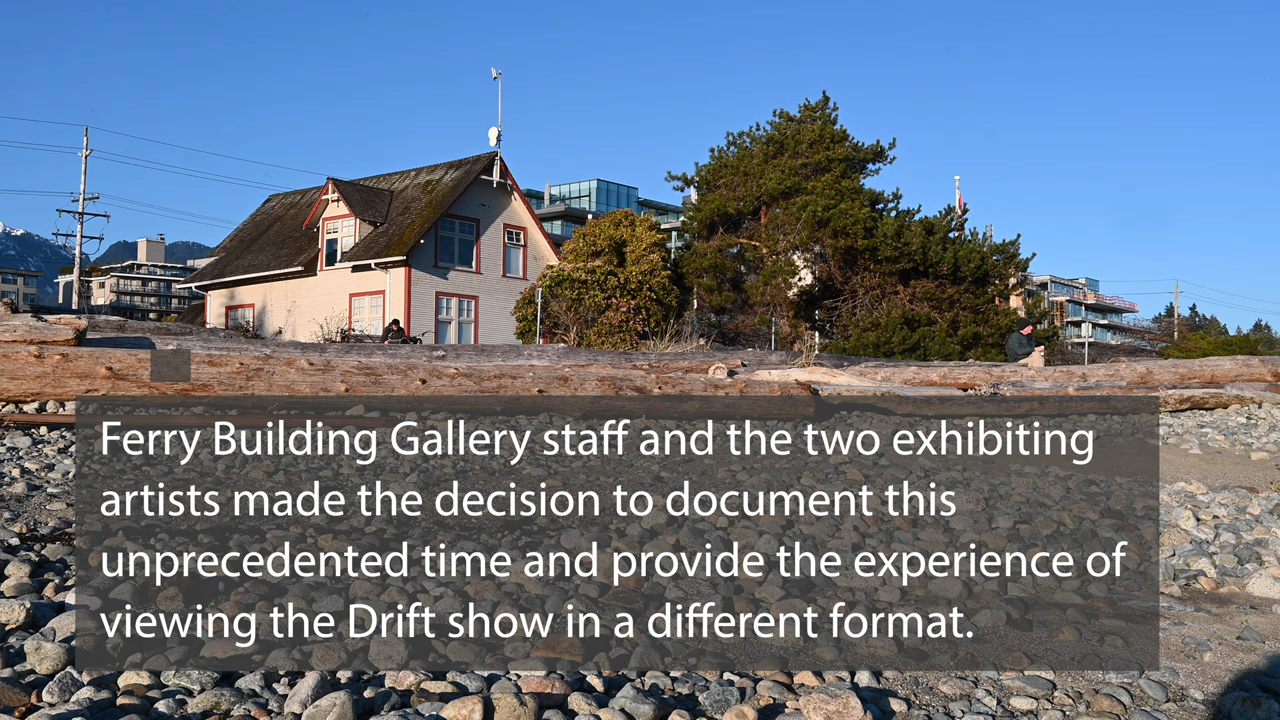 Ferry Building Gallery staff and the two exhibiting
artists made the decision to document this
unprecedented time and provide the experience of
viewing the Drift show in a different format.